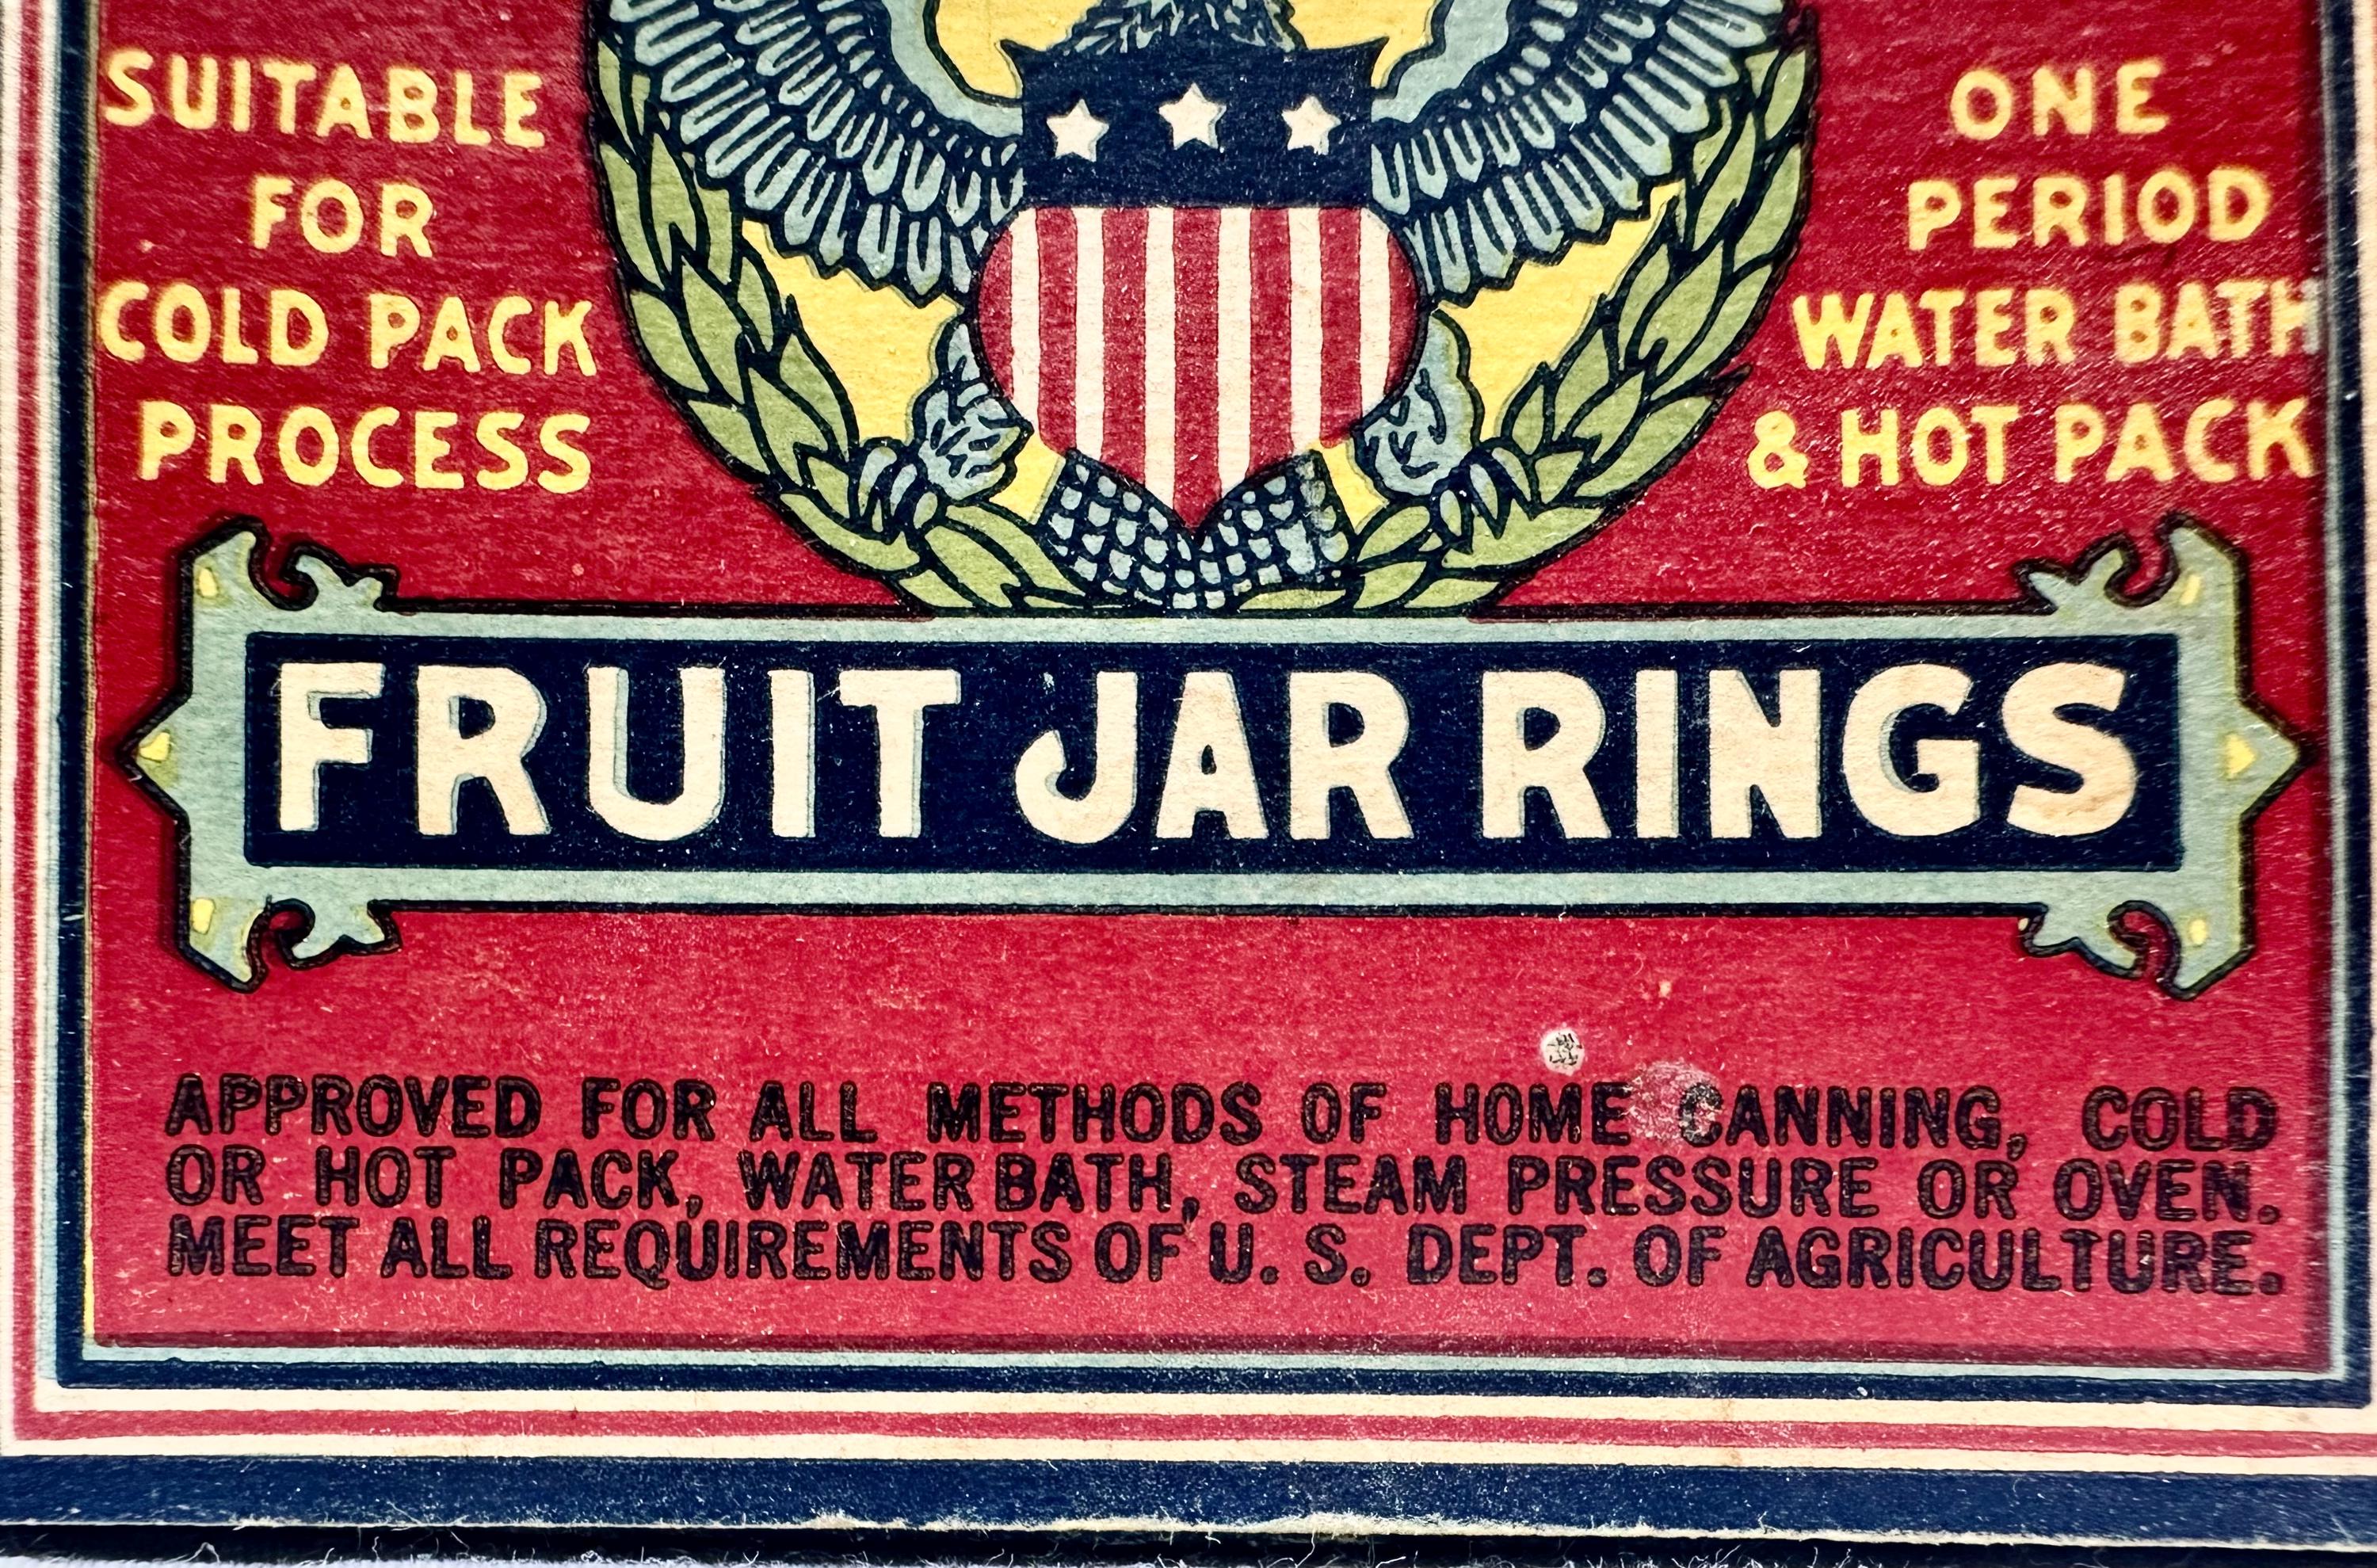 SUITABLE
FOR
COLD PACK
PROCESS
ONE
PERIOD
WATER BATH
& HOT PACK
FRUIT JAR RINGS
APPROVED FOR ALL METHODS OF HOME CANNING, COLD
OR HOT PACK, WATER BATH, STEAM PRESSURE OR OVEN.
MEET ALL REQUIREMENTS OF U. S. DEPT. OF AGRICULTURE.